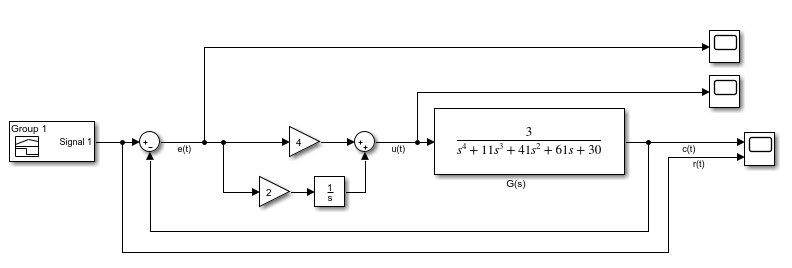 Group 1
Signal 1
+
-
e(t)
4
+
+
u(t)
3
s⁴ + 11s³ + 41s² + 61s + 30
G(s)
c(t)
r(t)
2
1
s